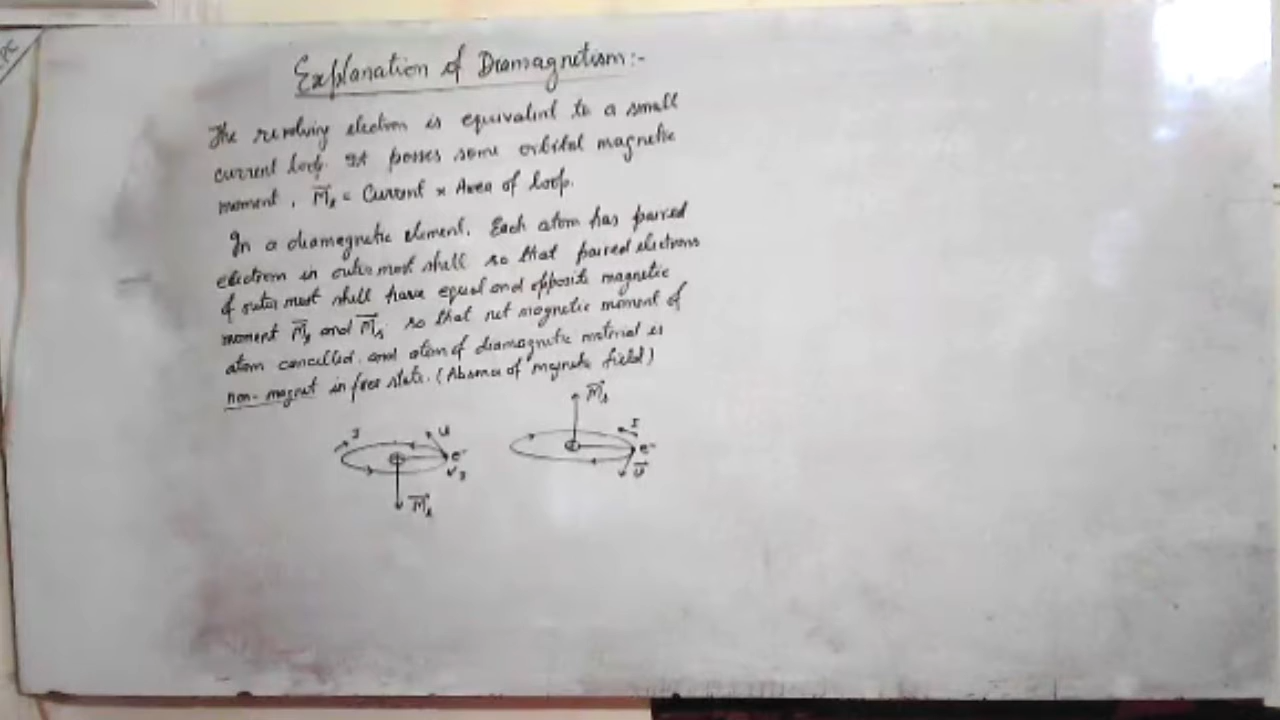 PC
Explanation of Diamagnetism:-
The revolving electron is equivalent to a small
current loop. It posses some orbital magnetic
moment, M⃗ₗ = Current × Area of loop.
In a diamagnetic element. Each atom has paired
electron in outer most shell so that paired electrons
of outer most shell have equal and opposite magnetic
moment M⃗ₗ and M⃗ₛ so that net magnetic moment of
atom cancelled. and atom of diamagnetic material is
non-magnet in free state. (Absence of magnetic field)
I υ e⁻ I M⃗ₗ
M⃗ₛ I e⁻ υ⃗